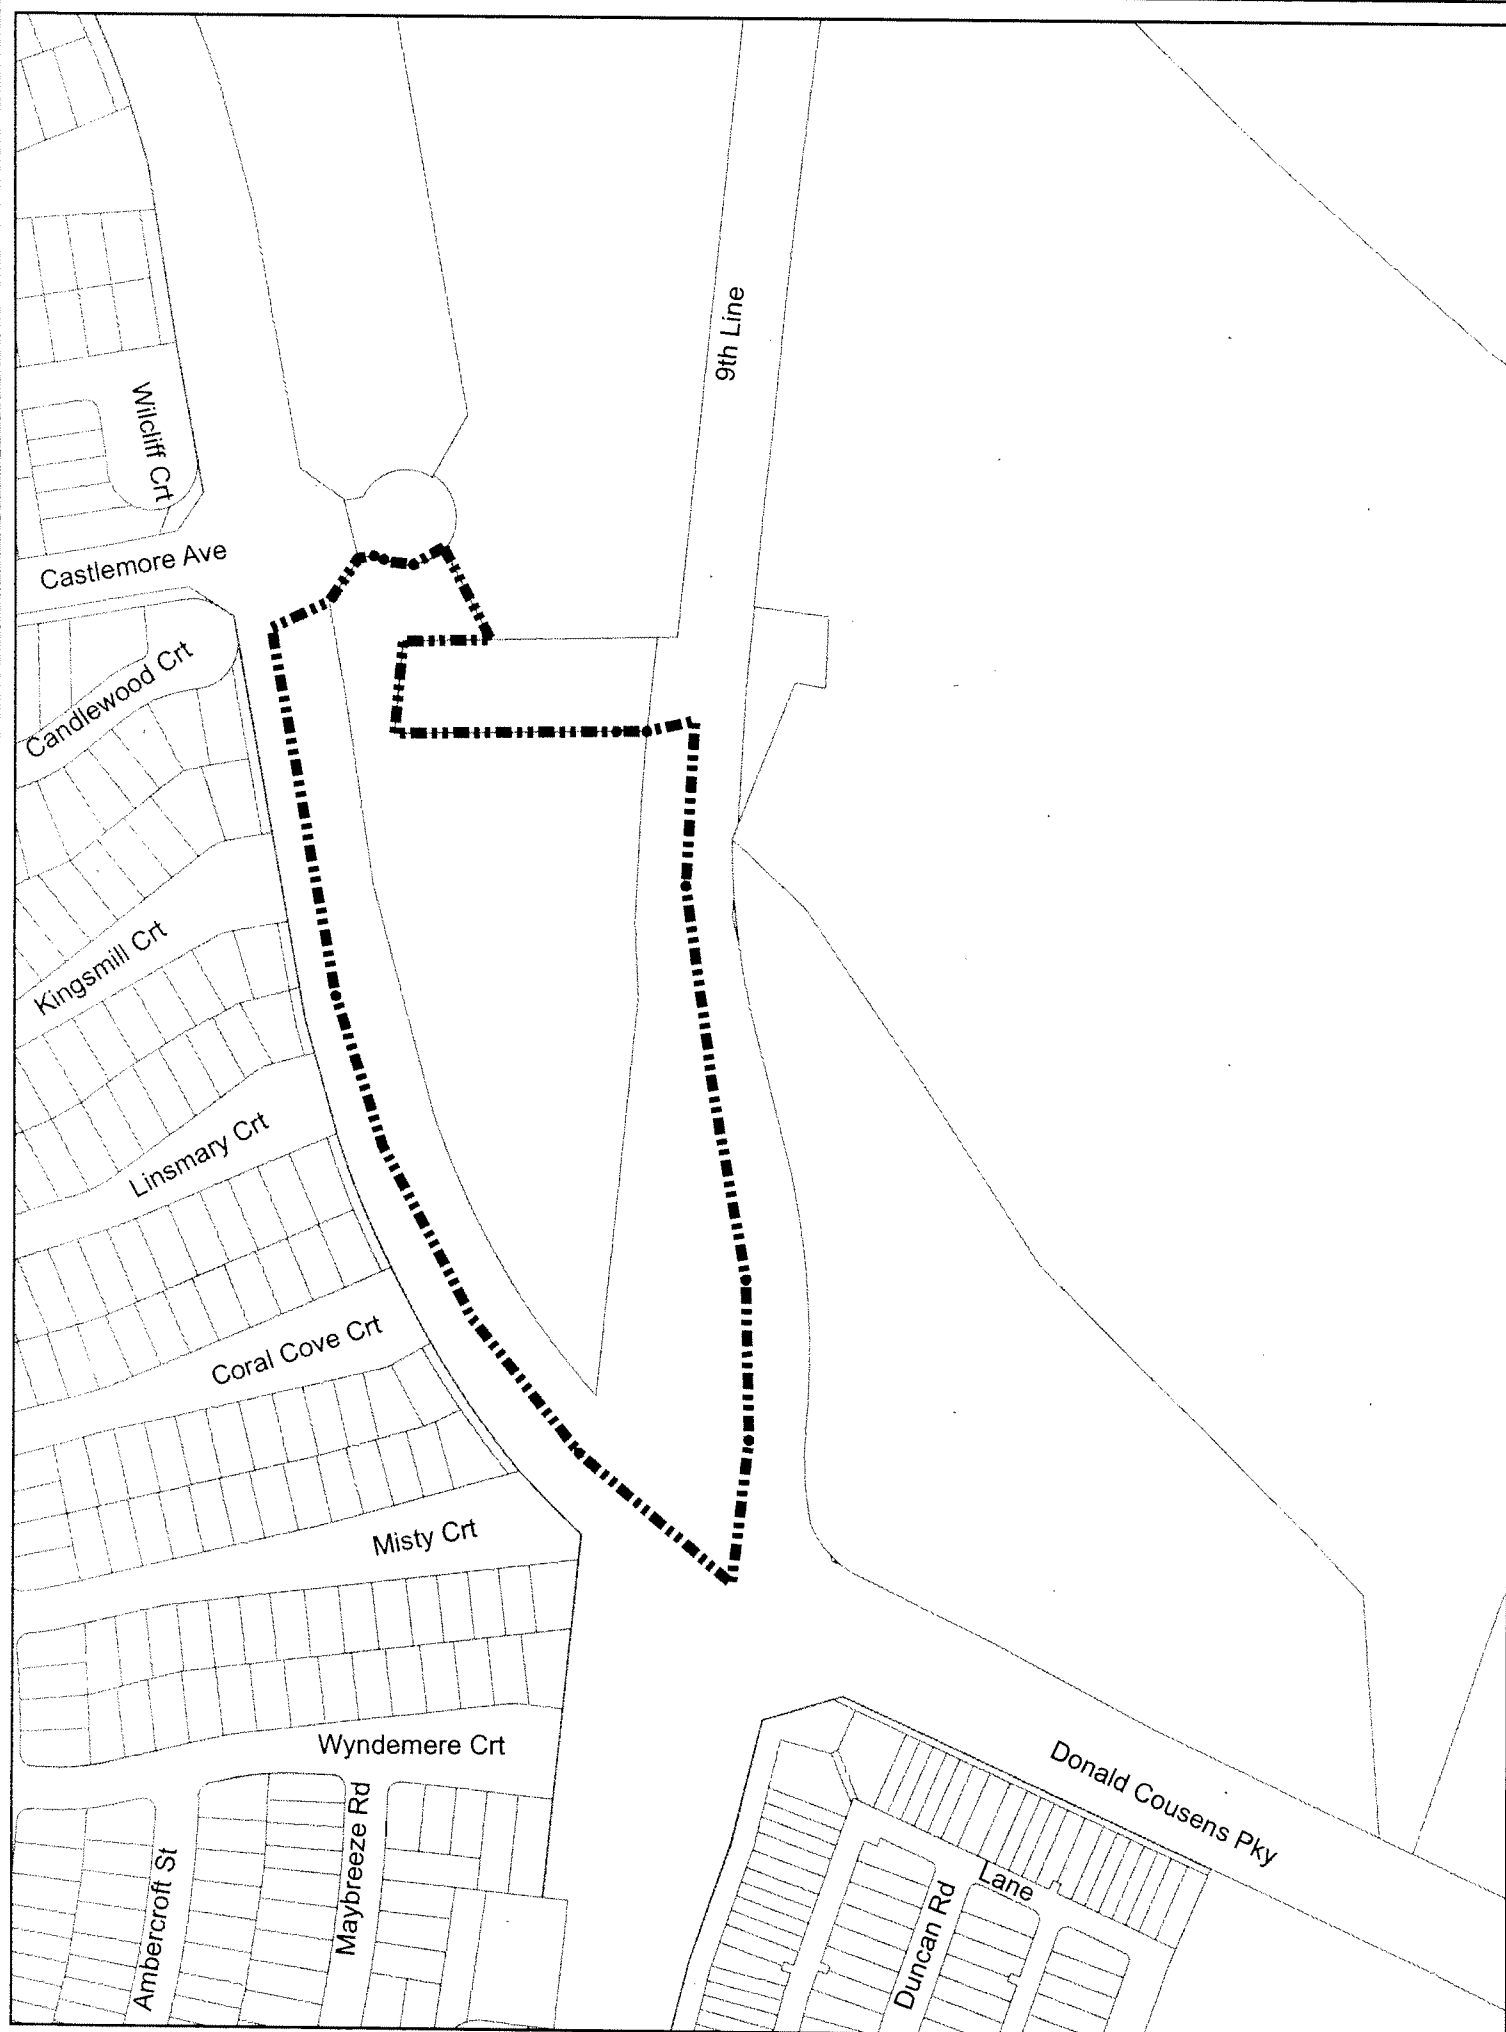 9th Line
Wilcliff Crt
Castlemore Ave
Candlewood Crt
Kingsmill Crt
Linsmary Crt
Coral Cove Crt
Misty Crt
Wyndemere Crt
Donald Cousens Pky
Maybreeze Rd
Ambercroft St
Lane
Duncan Rd